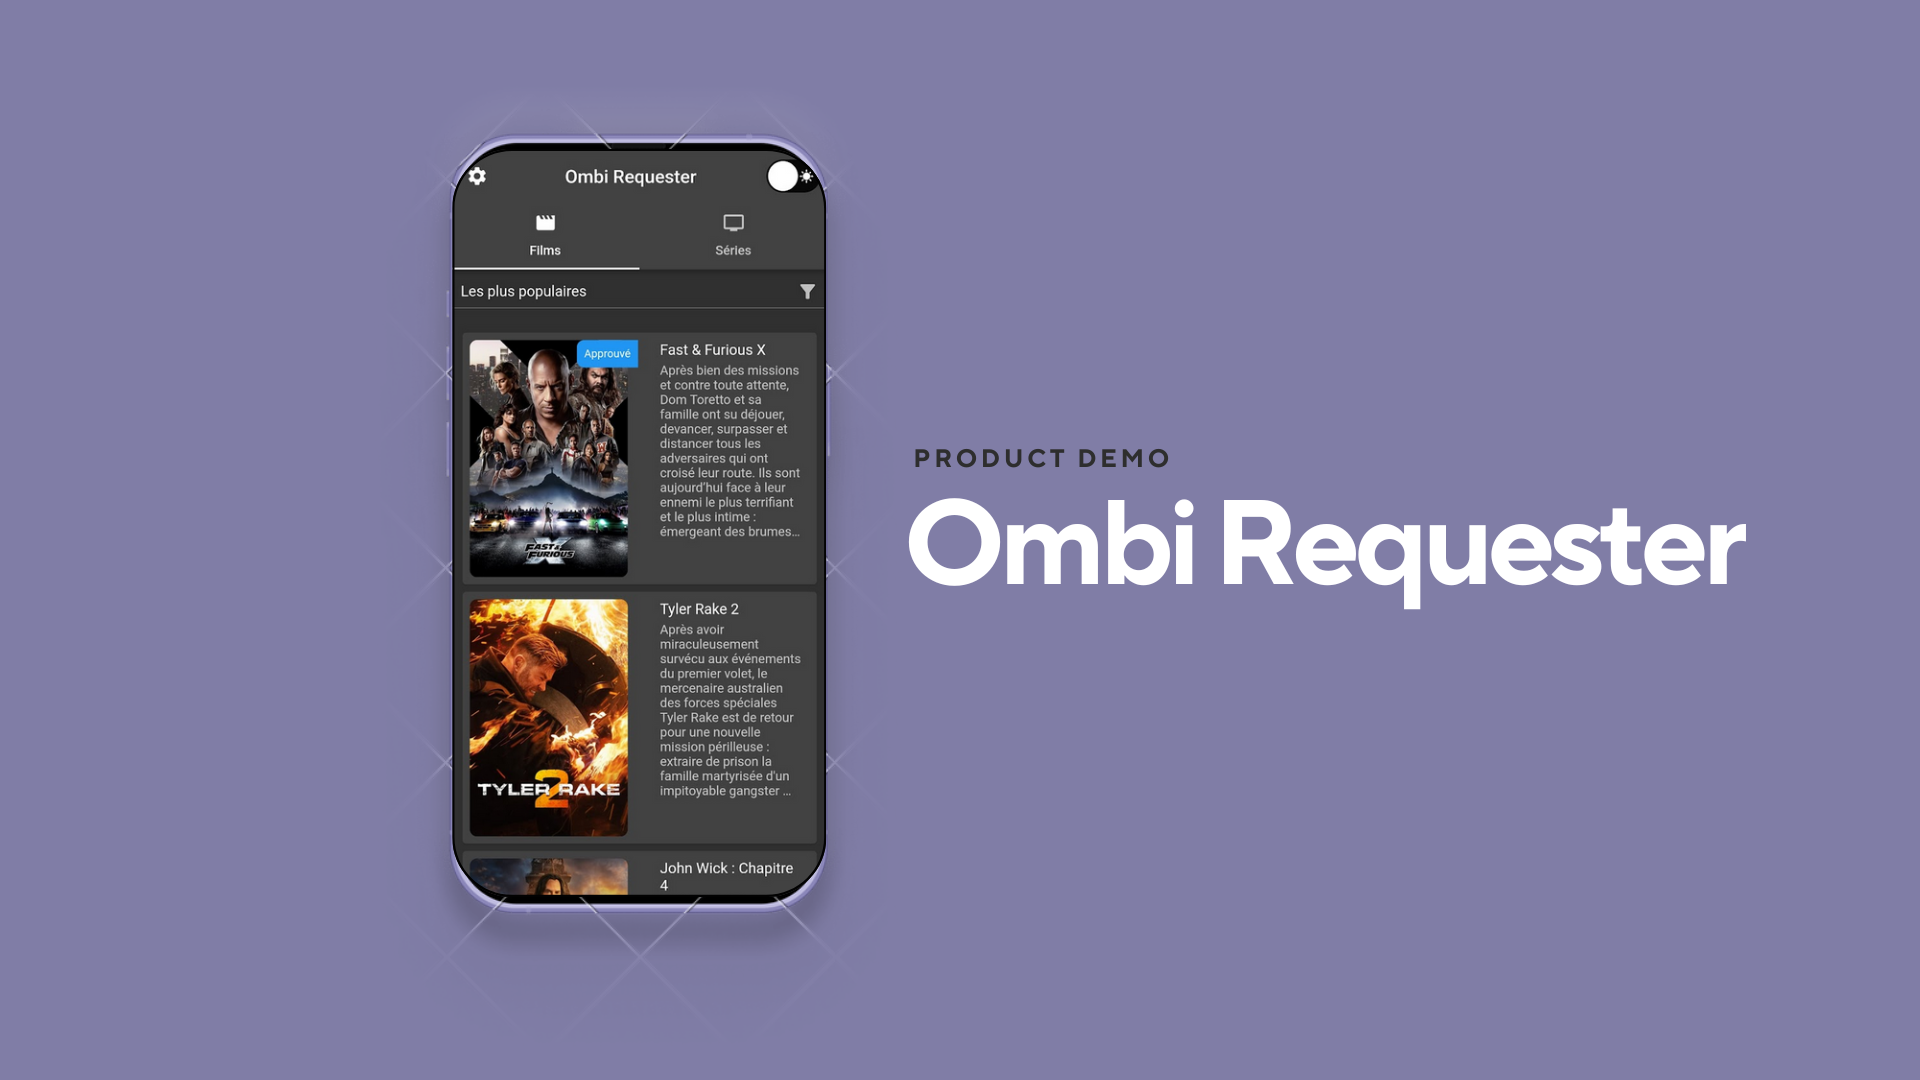 Ombi Requester
Films
Séries
Les plus populaires
Approuvé
FAST &
FURIOUS
X
Fast & Furious X
Après bien des missions
et contre toute attente,
Dom Toretto et sa
famille ont su déjouer,
devancer, surpasser et
distancer tous les
adversaires qui ont
croisé leur route. Ils sont
aujourd'hui face à leur
ennemi le plus terrifiant
et le plus intime :
émergeant des brumes...
TYLER RAKE 2
Tyler Rake 2
Après avoir
miraculeusement
survécu aux événements
du premier volet, le
mercenaire australien
des forces spéciales
Tyler Rake est de retour
pour une nouvelle
mission périlleuse :
extraire de prison la
famille martyrisée d'un
impitoyable gangster ...
John Wick : Chapitre
4
PRODUCT DEMO
Ombi Requester